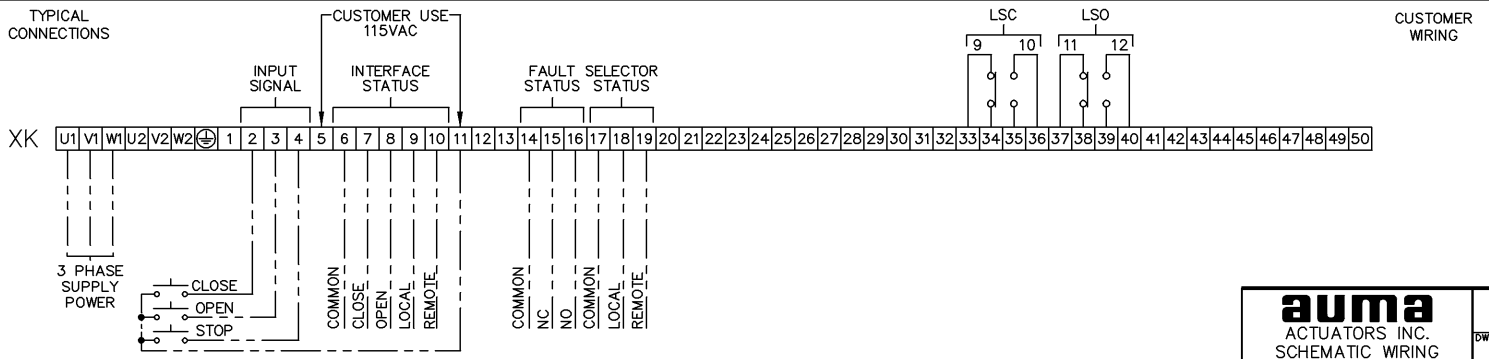 TYPICAL
CONNECTIONS
CUSTOMER USE
115VAC
LSC
LSO
CUSTOMER
WIRING
9 10 11 12
INPUT
SIGNAL
INTERFACE
STATUS
FAULT
STATUS
SELECTOR
STATUS
XK U1 V1 W1 U2 V2 W2 1 2 3 4 5 6 7 8 9 10 11 12 13 14 15 16 17 18 19 20 21 22 23 24 25 26 27 28 29 30 31 32 33 34 35 36 37 38 39 40 41 42 43 44 45 46 47 48 49 50
3 PHASE
SUPPLY
POWER
CLOSE
OPEN
STOP
COMMON
CLOSE
OPEN
LOCAL
REMOTE
COMMON
NC
NO
COMMON
LOCAL
REMOTE
auma
ACTUATORS INC.
SCHEMATIC WIRING
DW